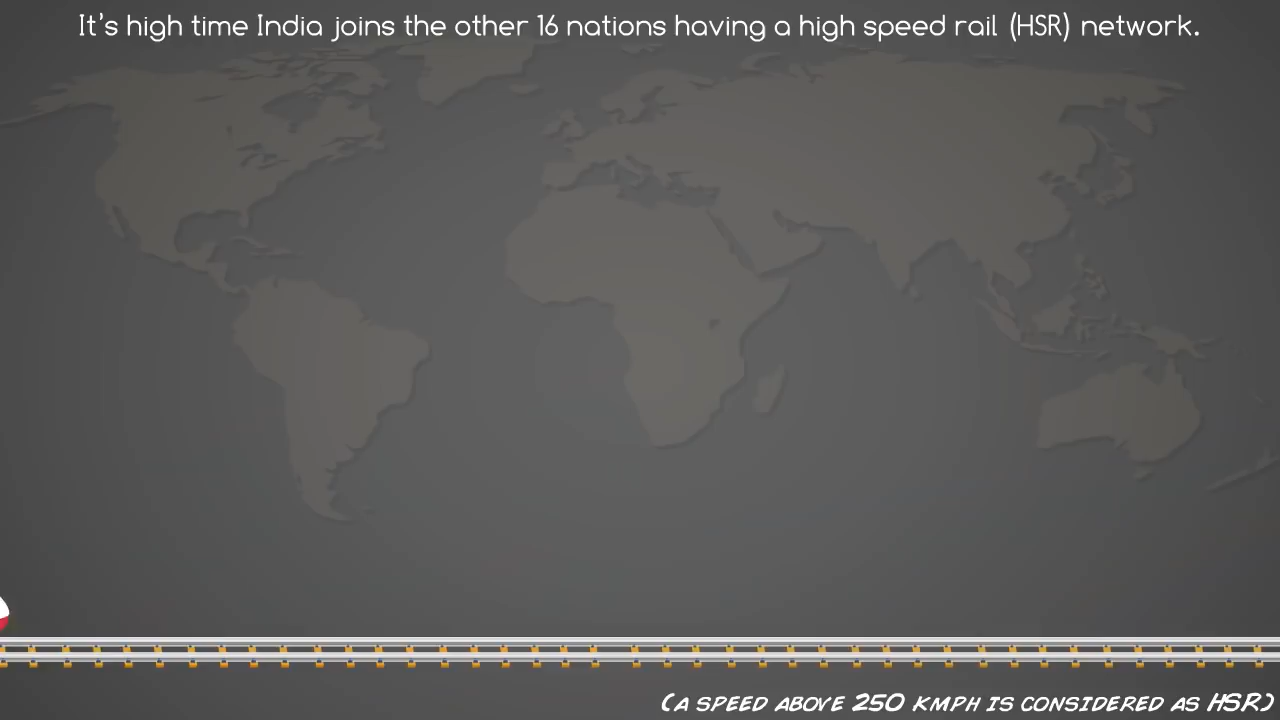 It's high time India joins the other 16 nations having a high speed rail (HSR) network.
(A SPEED ABOVE 250 KMPH IS CONSIDERED AS HSR)